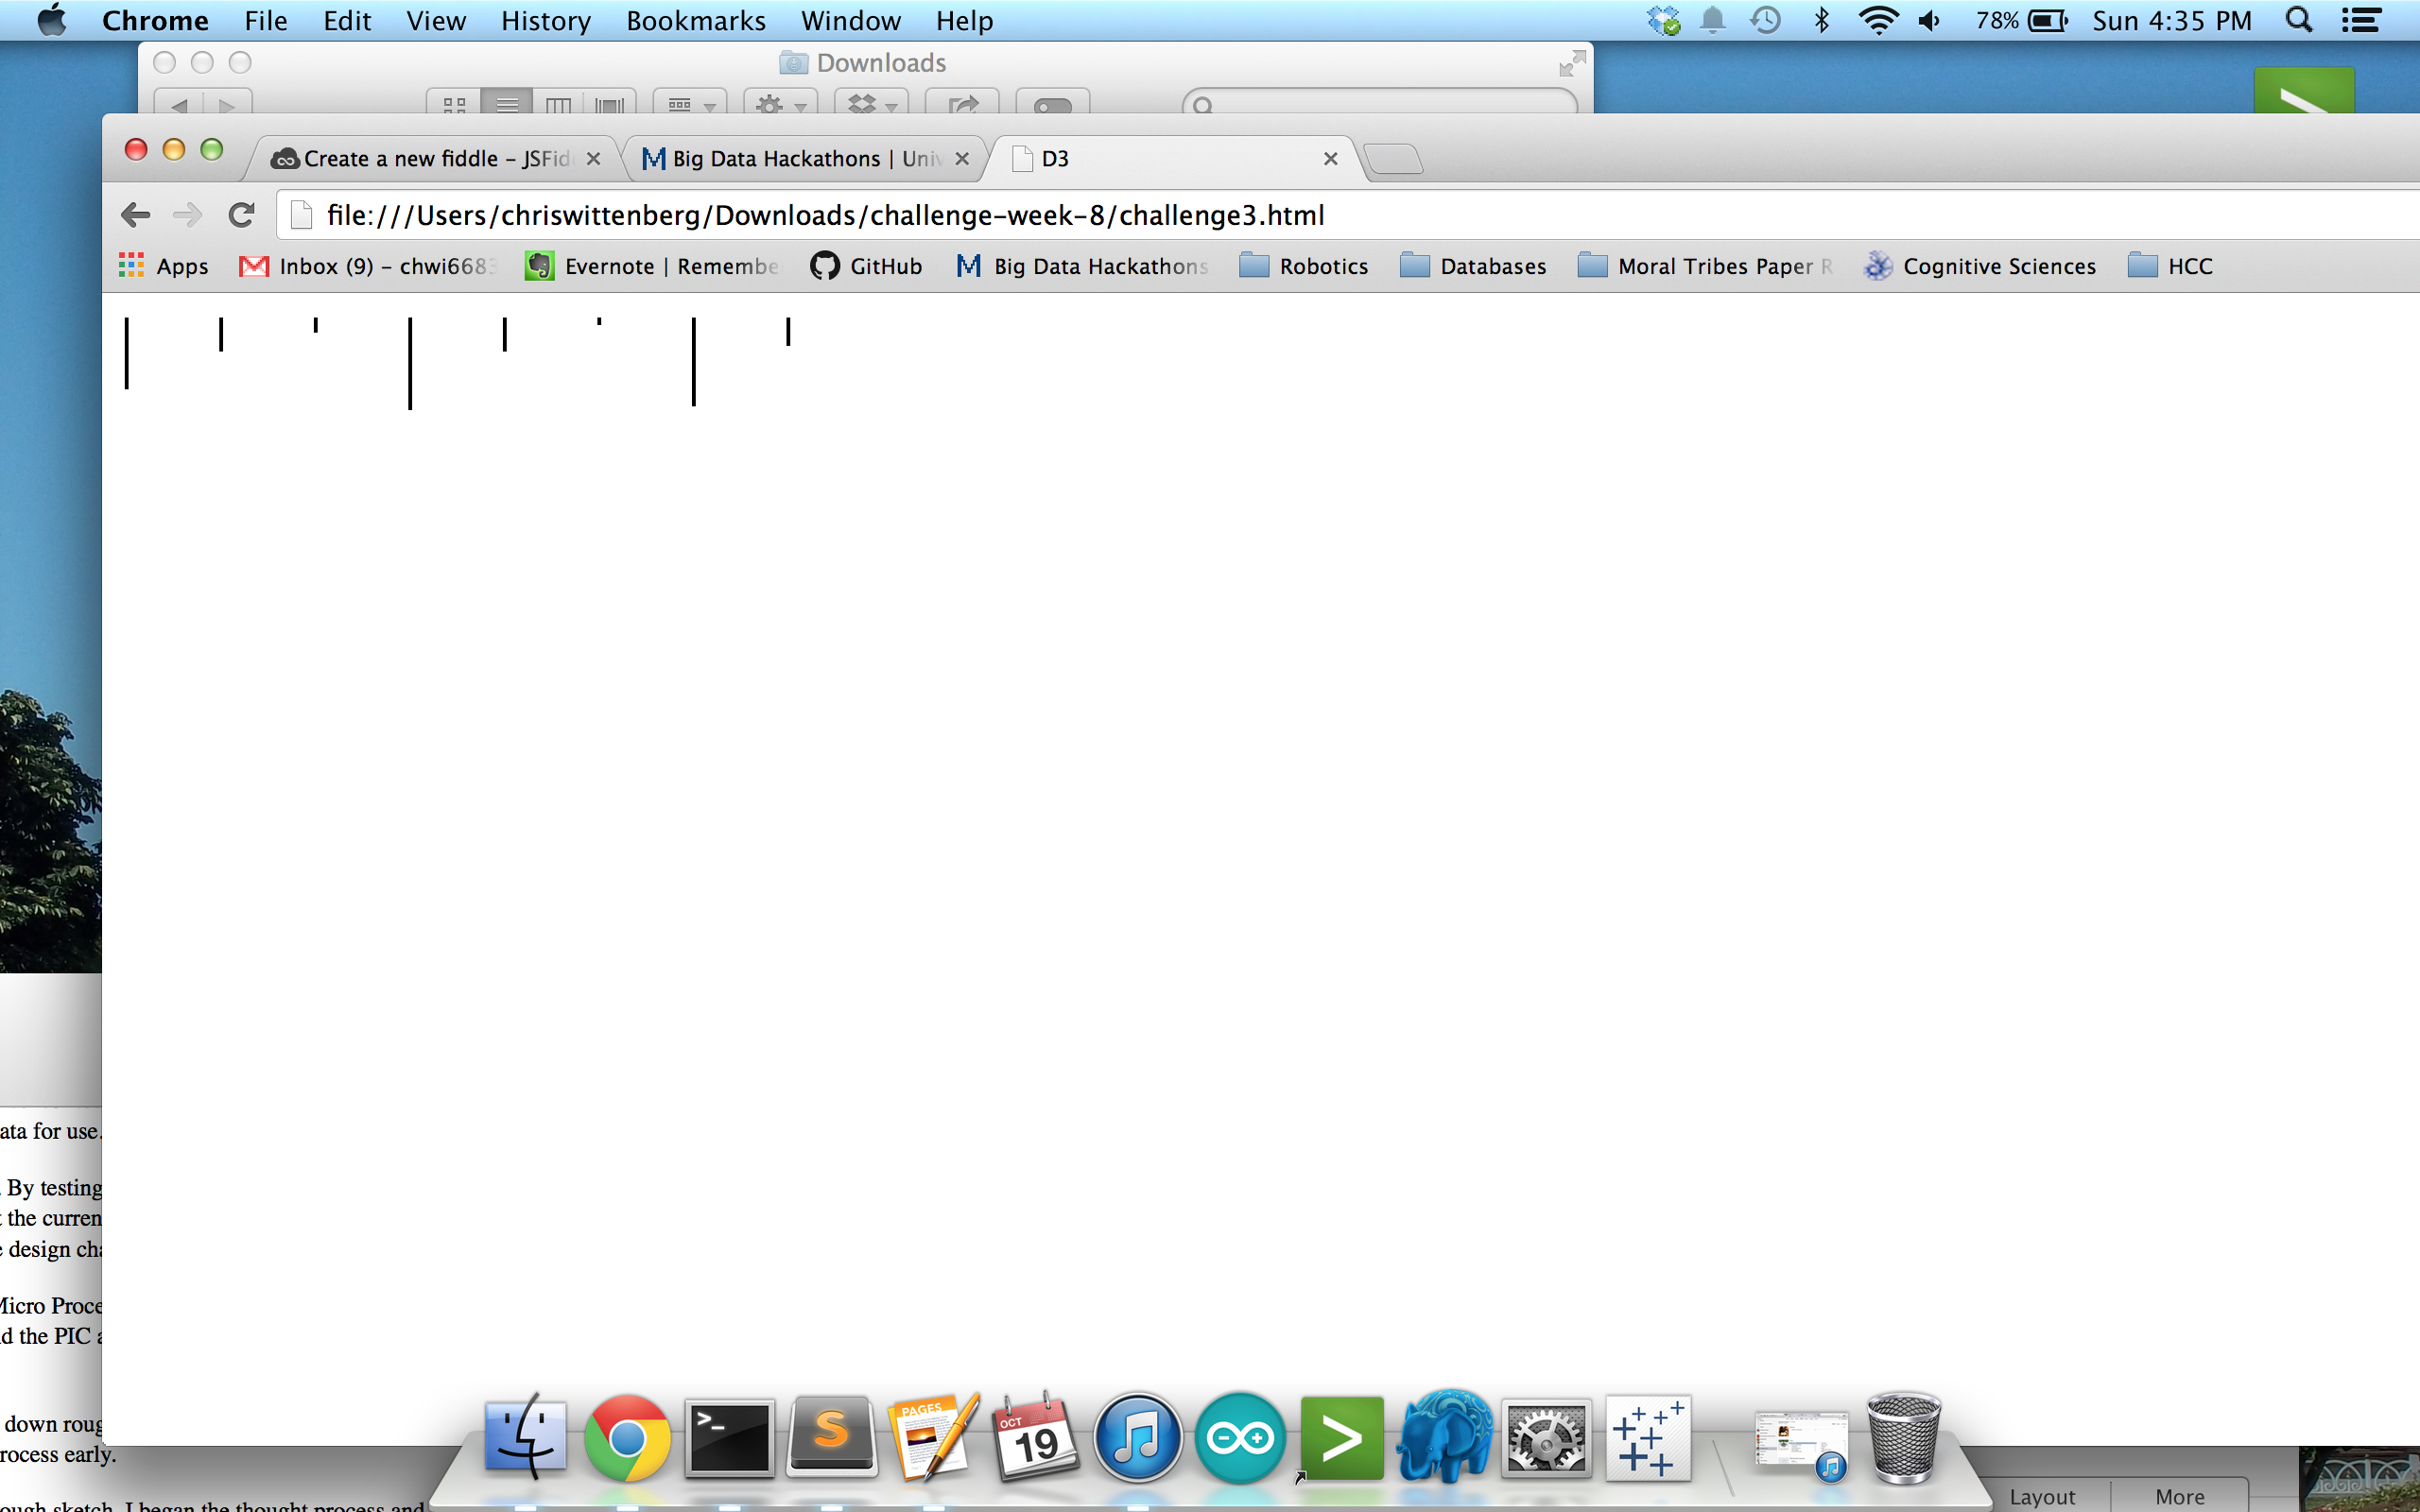 Chrome File Edit View History Bookmarks Window Help 78% Sun 4:35 PM
Downloads
Create a new fiddle - JSFid
Big Data Hackathons | Univ
D3
file:///Users/chriswittenberg/Downloads/challenge-week-8/challenge3.html
Apps Inbox (9) - chwi6683 Evernote | Remembe GitHub Big Data Hackathons Robotics Databases Moral Tribes Paper R Cognitive Sciences HCC
ata for use.
. By testing
t the curren
e design cha
Micro Proce
d the PIC a
down roug
rocess early.
ough sketch. I began the thought process and
PAGES
OCT
19
Layout More